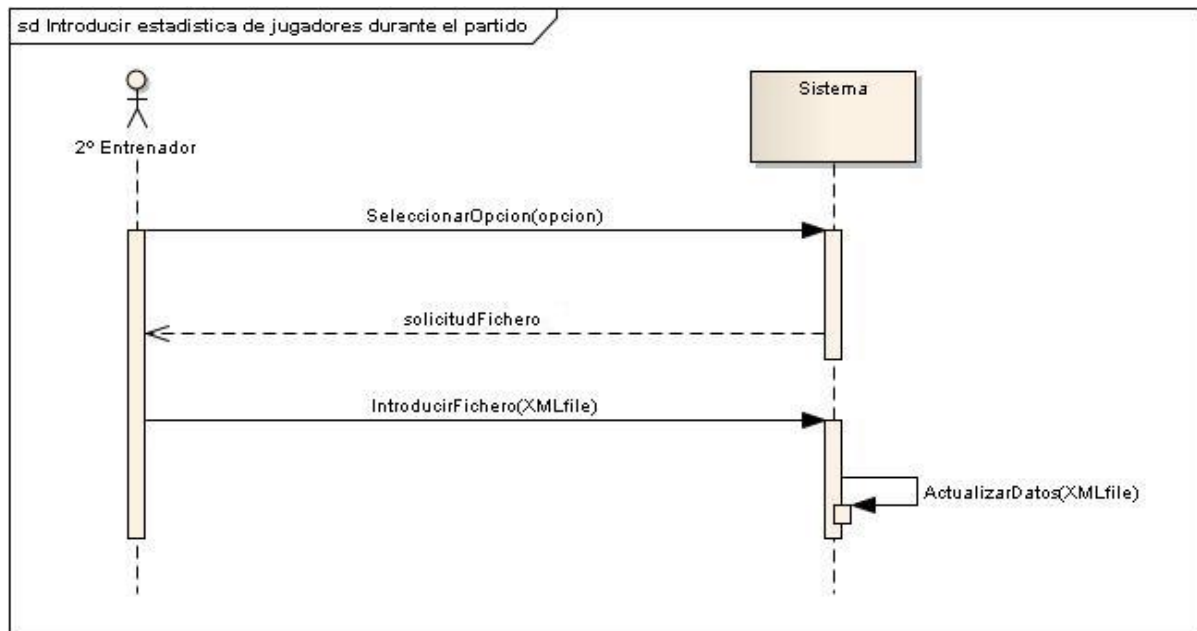 sd Introducir estadistica de jugadores durante el partido
2º Entrenador
Sistema
SeleccionarOpcion(opcion)
solicitudFichero
IntroducirFichero(XMLfile)
ActualizarDatos(XMLfile)